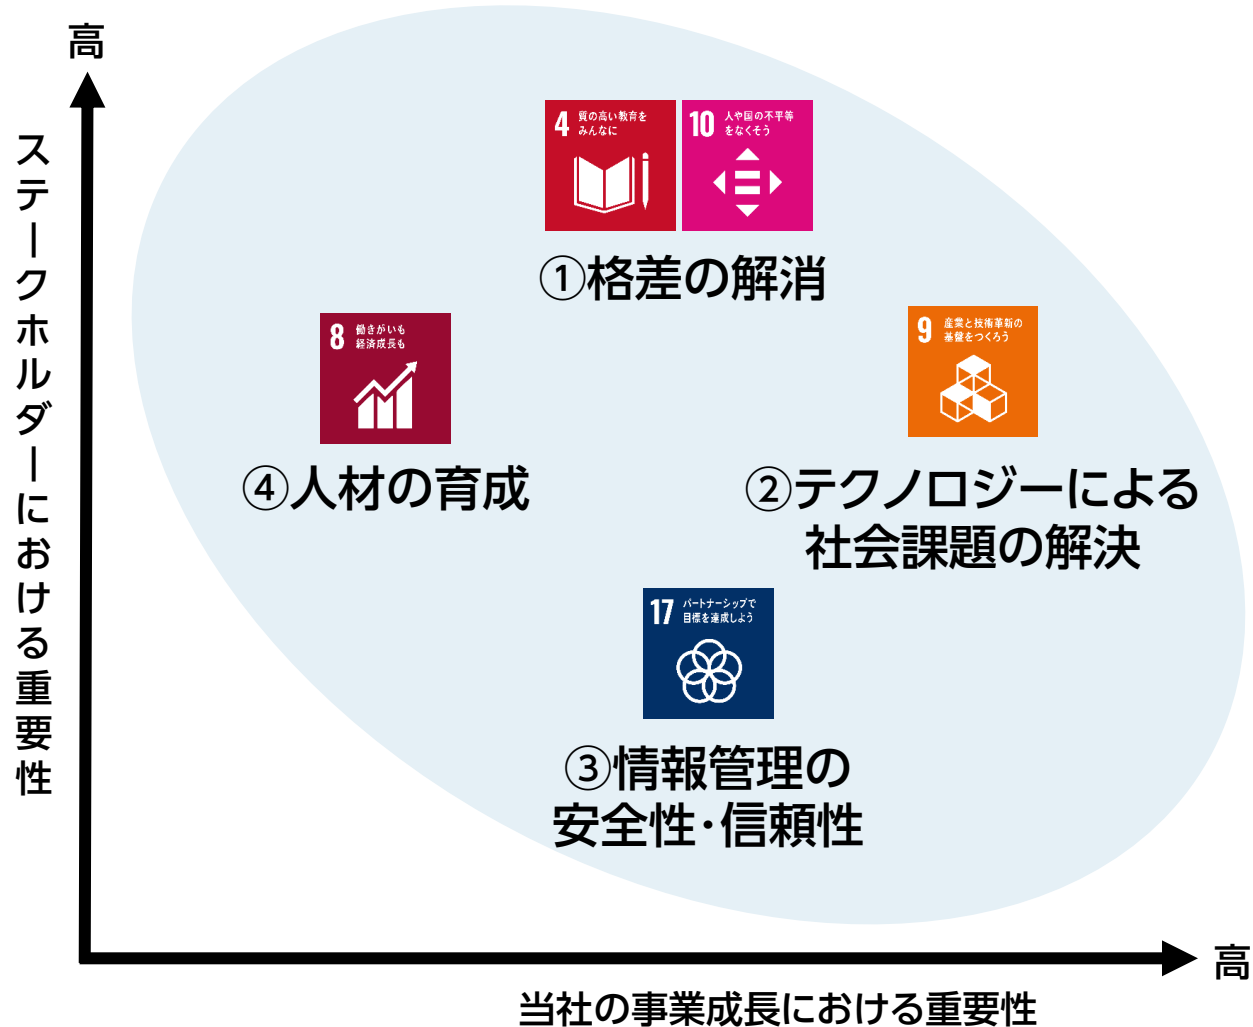 高
ステークホルダーにおける重要性
4 質の高い教育を
みんなに
10 人や国の不平等
をなくそう
①格差の解消
8 働きがいも
経済成長も
④人材の育成
9 産業と技術革新の
基盤をつくろう
②テクノロジーによる
社会課題の解決
17 パートナーシップで
目標を達成しよう
③情報管理の
安全性・信頼性
高
当社の事業成長における重要性